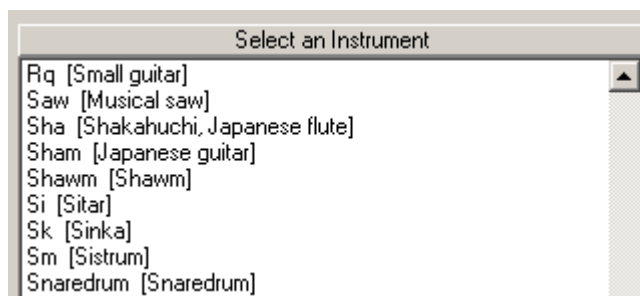 Select an Instrument
Rq [Small guitar]
Saw [Musical saw]
Sha [Shakahuchi, Japanese flute]
Sham [Japanese guitar]
Shawm [Shawm]
Si [Sitar]
Sk [Sinka]
Sm [Sistrum]
Snaredrum [Snaredrum]